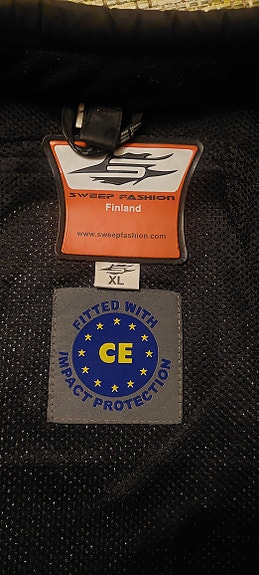 SWEEP FASHION
Finland
www.sweepfashion.com
XL
FITTED WITH
CE
IMPACT PROTECTION